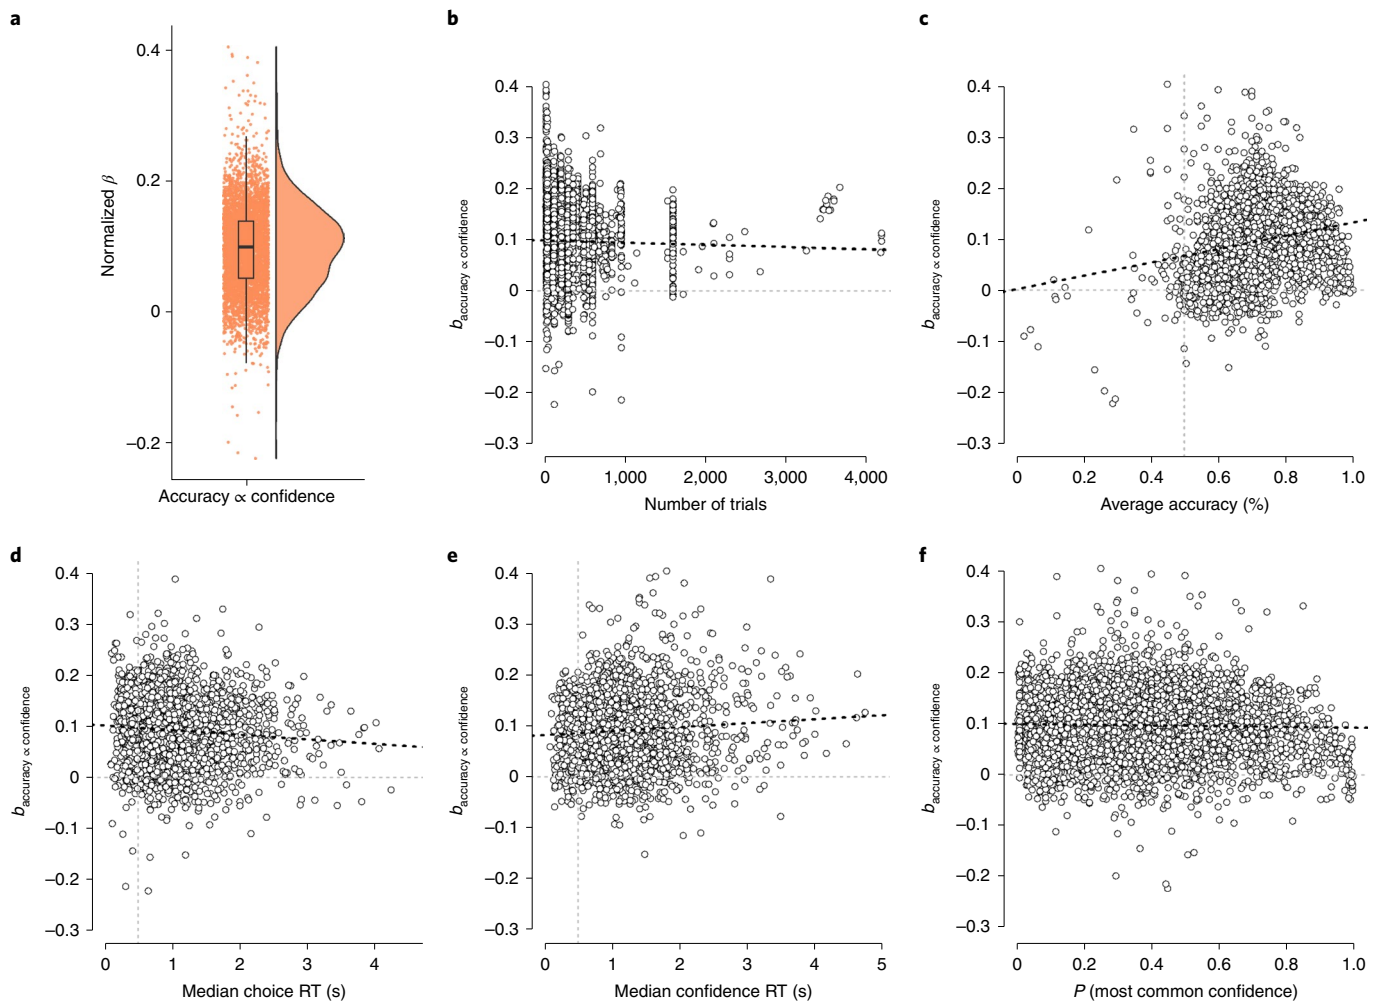 a
0.4
0.2
0
–0.2
Normalized β
Accuracy ∝ confidence
b
0.4
0.3
0.2
0.1
0
–0.1
–0.2
–0.3
b accuracy ∝ confidence
0 1,000 2,000 3,000 4,000
Number of trials
c
0.4
0.3
0.2
0.1
0
–0.1
–0.2
–0.3
b accuracy ∝ confidence
0 0.2 0.4 0.6 0.8 1.0
Average accuracy (%)
d
0.4
0.3
0.2
0.1
0
–0.1
–0.2
–0.3
b accuracy ∝ confidence
0 1 2 3 4
Median choice RT (s)
e
0.4
0.3
0.2
0.1
0
–0.1
–0.2
–0.3
b accuracy ∝ confidence
0 1 2 3 4 5
Median confidence RT (s)
f
0.4
0.3
0.2
0.1
0
–0.1
–0.2
–0.3
b accuracy ∝ confidence
0 0.2 0.4 0.6 0.8 1.0
P (most common confidence)